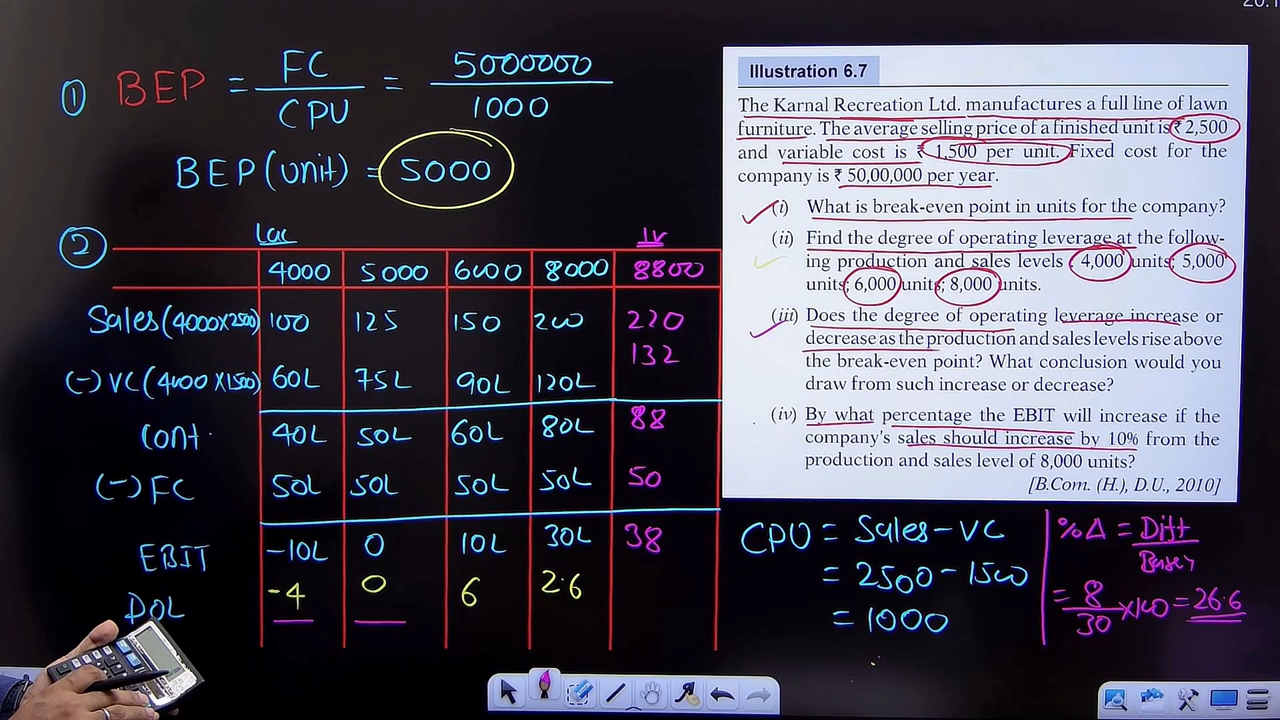 20.1
① BEP = FC / CPU = 5000000 / 1000
BEP (unit) = 5000
②
Lac
iv
4000 5000 6000 8000 8800
Sales (4000×2500) 100 125 150 200 220
(-) VC (4000×1500) 60L 75L 90L 120L 132
Cont. 40L 50L 60L 80L 88
(-) FC 50L 50L 50L 50L 50
EBIT -10L 0 10L 30L 38
DOL -4 0 6 2.6
Illustration 6.7
The Karnal Recreation Ltd. manufactures a full line of lawn
furniture. The average selling price of a finished unit is ₹ 2,500
and variable cost is ₹ 1,500 per unit. Fixed cost for the
company is ₹ 50,00,000 per year.
(i) What is break-even point in units for the company?
(ii) Find the degree of operating leverage at the follow-
ing production and sales levels 4,000 units; 5,000
units; 6,000 units; 8,000 units.
(iii) Does the degree of operating leverage increase or
decrease as the production and sales levels rise above
the break-even point? What conclusion would you
draw from such increase or decrease?
(iv) By what percentage the EBIT will increase if the
company's sales should increase by 10% from the
production and sales level of 8,000 units?
[B.Com. (H.), D.U., 2010]
CPU = Sales - VC
= 2500 - 1500
= 1000
%Δ = Diff / Base
= 8 / 30 ×100 = 26.6